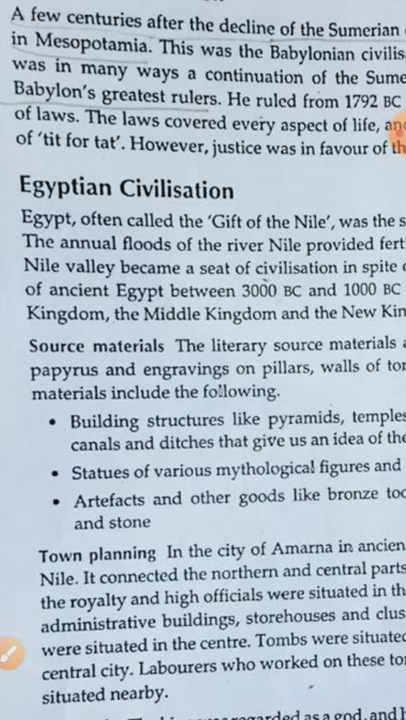 A few centuries after the decline of the Sumerian
in Mesopotamia. This was the Babylonian
was in many ways a continuation of the
Babylon's greatest rulers. He ruled from 1792 BC
of laws. The laws covered every aspect of life,
of 'tit for tat'. However, justice was in favour of
Egyptian Civilisation
Egypt, often called the 'Gift of the Nile', was the
The annual floods of the river Nile provided
Nile valley became a seat of civilisation in spite
of ancient Egypt between 3000 BC and 1000 BC
Kingdom, the Middle Kingdom and the New
Source materials The literary source materials
papyrus and engravings on pillars, walls of
materials include the following.
• Building structures like pyramids, temples
canals and ditches that give us an idea of the
• Statues of various mythological figures and
• Artefacts and other goods like bronze
and stone
Town planning In the city of Amarna in
Nile. It connected the northern and central parts
the royalty and high officials were situated in
administrative buildings, storehouses and
were situated in the centre. Tombs were
central city. Labourers who worked on these
situated nearby.
as a god, and